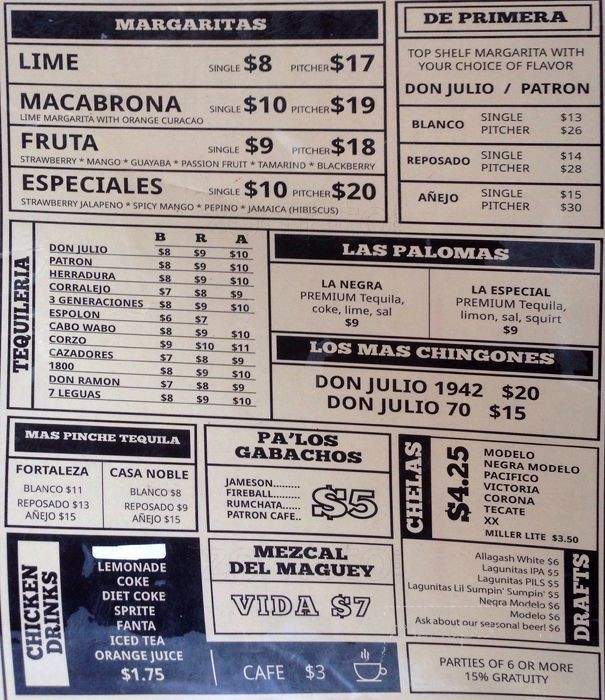 MARGARITAS
LIME SINGLE $8 PITCHER $17
MACABRONA SINGLE $10 PITCHER $19
LIME MARGARITA WITH ORANGE CURACAO
FRUTA SINGLE $9 PITCHER $18
STRAWBERRY * MANGO * GUAYABA * PASSION FRUIT * TAMARIND * BLACKBERRY
ESPECIALES SINGLE $10 PITCHER $20
STRAWBERRY JALAPENO * SPICY MANGO * PEPINO * JAMAICA (HIBISCUS)
DE PRIMERA
TOP SHELF MARGARITA WITH
YOUR CHOICE OF FLAVOR
DON JULIO / PATRON
BLANCO SINGLE $13
PITCHER $26
REPOSADO SINGLE $14
PITCHER $28
AÑEJO SINGLE $15
PITCHER $30
TEQUILERIA
B R A
DON JULIO $8 $9 $10
PATRON $8 $9 $10
HERRADURA $8 $9 $10
CORRALEJO $7 $8 $9
3 GENERACIONES $8 $9 $10
ESPOLON $6 $7
CABO WABO $8 $9 $10
CORZO $9 $10 $11
CAZADORES $7 $8 $9
1800 $8 $9 $10
DON RAMON $7 $8 $9
7 LEGUAS $8 $9 $10
LAS PALOMAS
LA NEGRA
PREMIUM Tequila,
coke, lime, sal
$9
LA ESPECIAL
PREMIUM Tequila,
limon, sal, squirt
$9
LOS MAS CHINGONES
DON JULIO 1942 $20
DON JULIO 70 $15
MAS PINCHE TEQUILA
FORTALEZA
BLANCO $11
REPOSADO $13
AÑEJO $15
CASA NOBLE
BLANCO $8
REPOSADO $9
AÑEJO $15
PA'LOS
GABACHOS
JAMESON.........
FIREBALL........
RUMCHATA......
PATRON CAFE..
$5
CHELAS
$4.25
MODELO
NEGRA MODELO
PACIFICO
VICTORIA
CORONA
TECATE
XX
MILLER LITE $3.50
DRAFTS
Allagash White $6
Lagunitas IPA $5
Lagunitas PILS $5
Lagunitas Lil Sumpin' Sumpin' $5
Negra Modelo $6
Modelo $6
Ask about our seasonal beer! $6
MEZCAL
DEL MAGUEY
VIDA $7
CHICKEN
DRINKS
LEMONADE
COKE
DIET COKE
SPRITE
FANTA
ICED TEA
ORANGE JUICE
$1.75
CAFE $3
PARTIES OF 6 OR MORE
15% GRATUITY